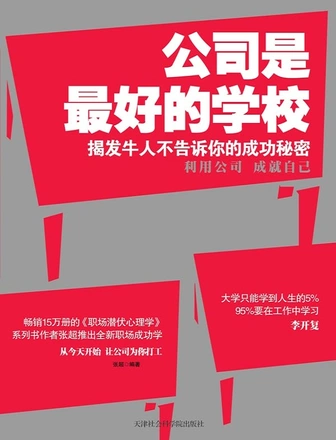 公司是
最好的学校
揭发牛人不告诉你的成功秘密
利用公司 成就自己
大学只能学到人生的5%
95%要在工作中学习
李开复
畅销15万册的《职场潜伏心理学》
系列书作者张超推出全新职场成功学
从今天开始 让公司为你打工
张超◎编著
天津社会科学院出版社